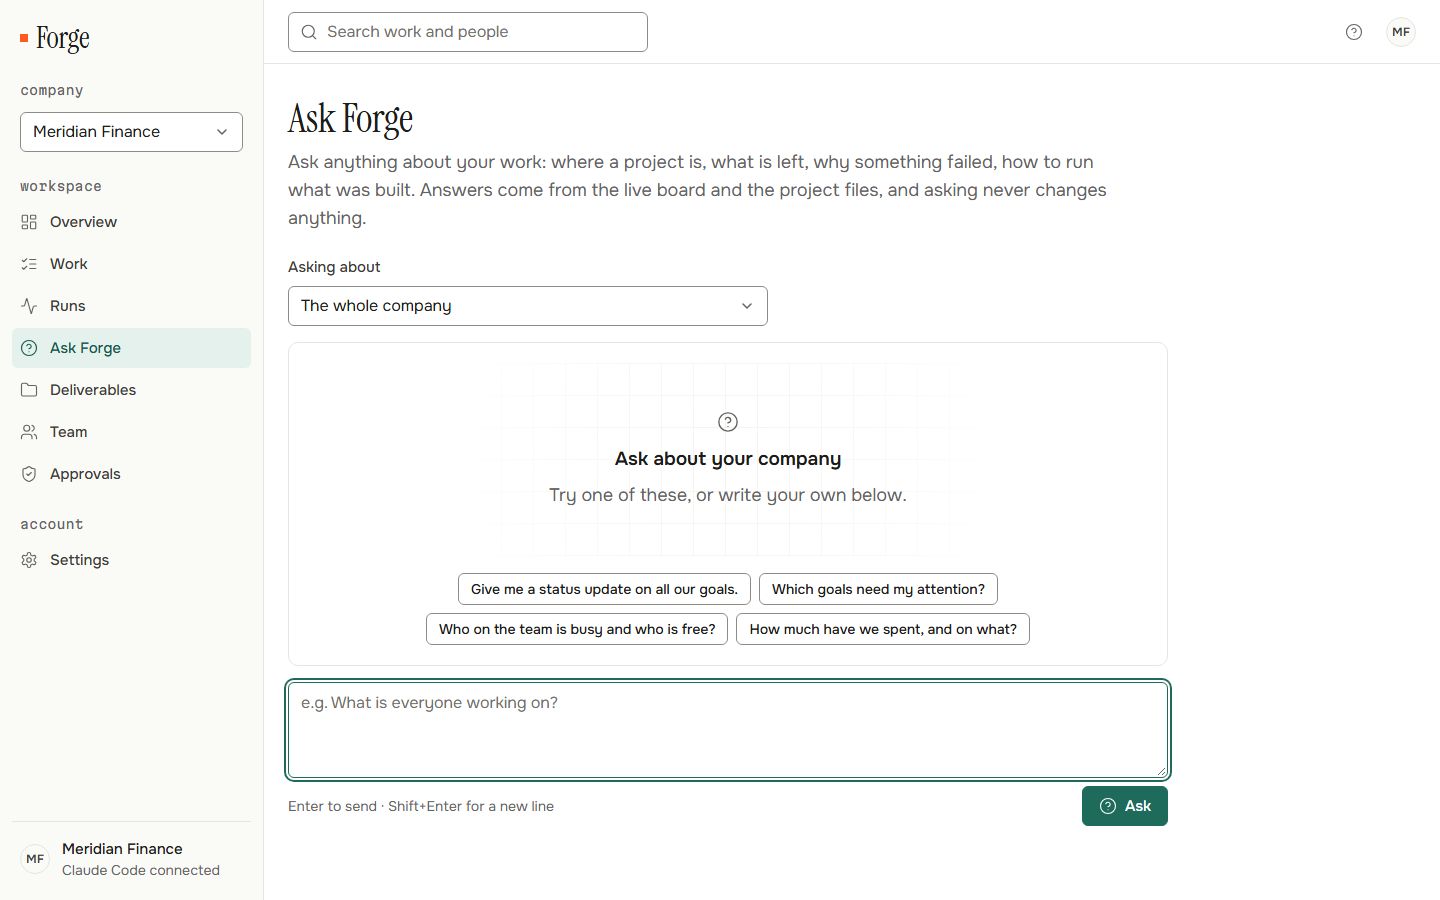 Forge
company
Meridian Finance
workspace
Overview
Work
Runs
Ask Forge
Deliverables
Team
Approvals
account
Settings
MF
Meridian Finance
Claude Code connected
Search work and people
MF
Ask Forge
Ask anything about your work: where a project is, what is left, why something failed, how to run
what was built. Answers come from the live board and the project files, and asking never changes
anything.
Asking about
The whole company
Ask about your company
Try one of these, or write your own below.
Give me a status update on all our goals.
Which goals need my attention?
Who on the team is busy and who is free?
How much have we spent, and on what?
e.g. What is everyone working on?
Enter to send · Shift+Enter for a new line
Ask